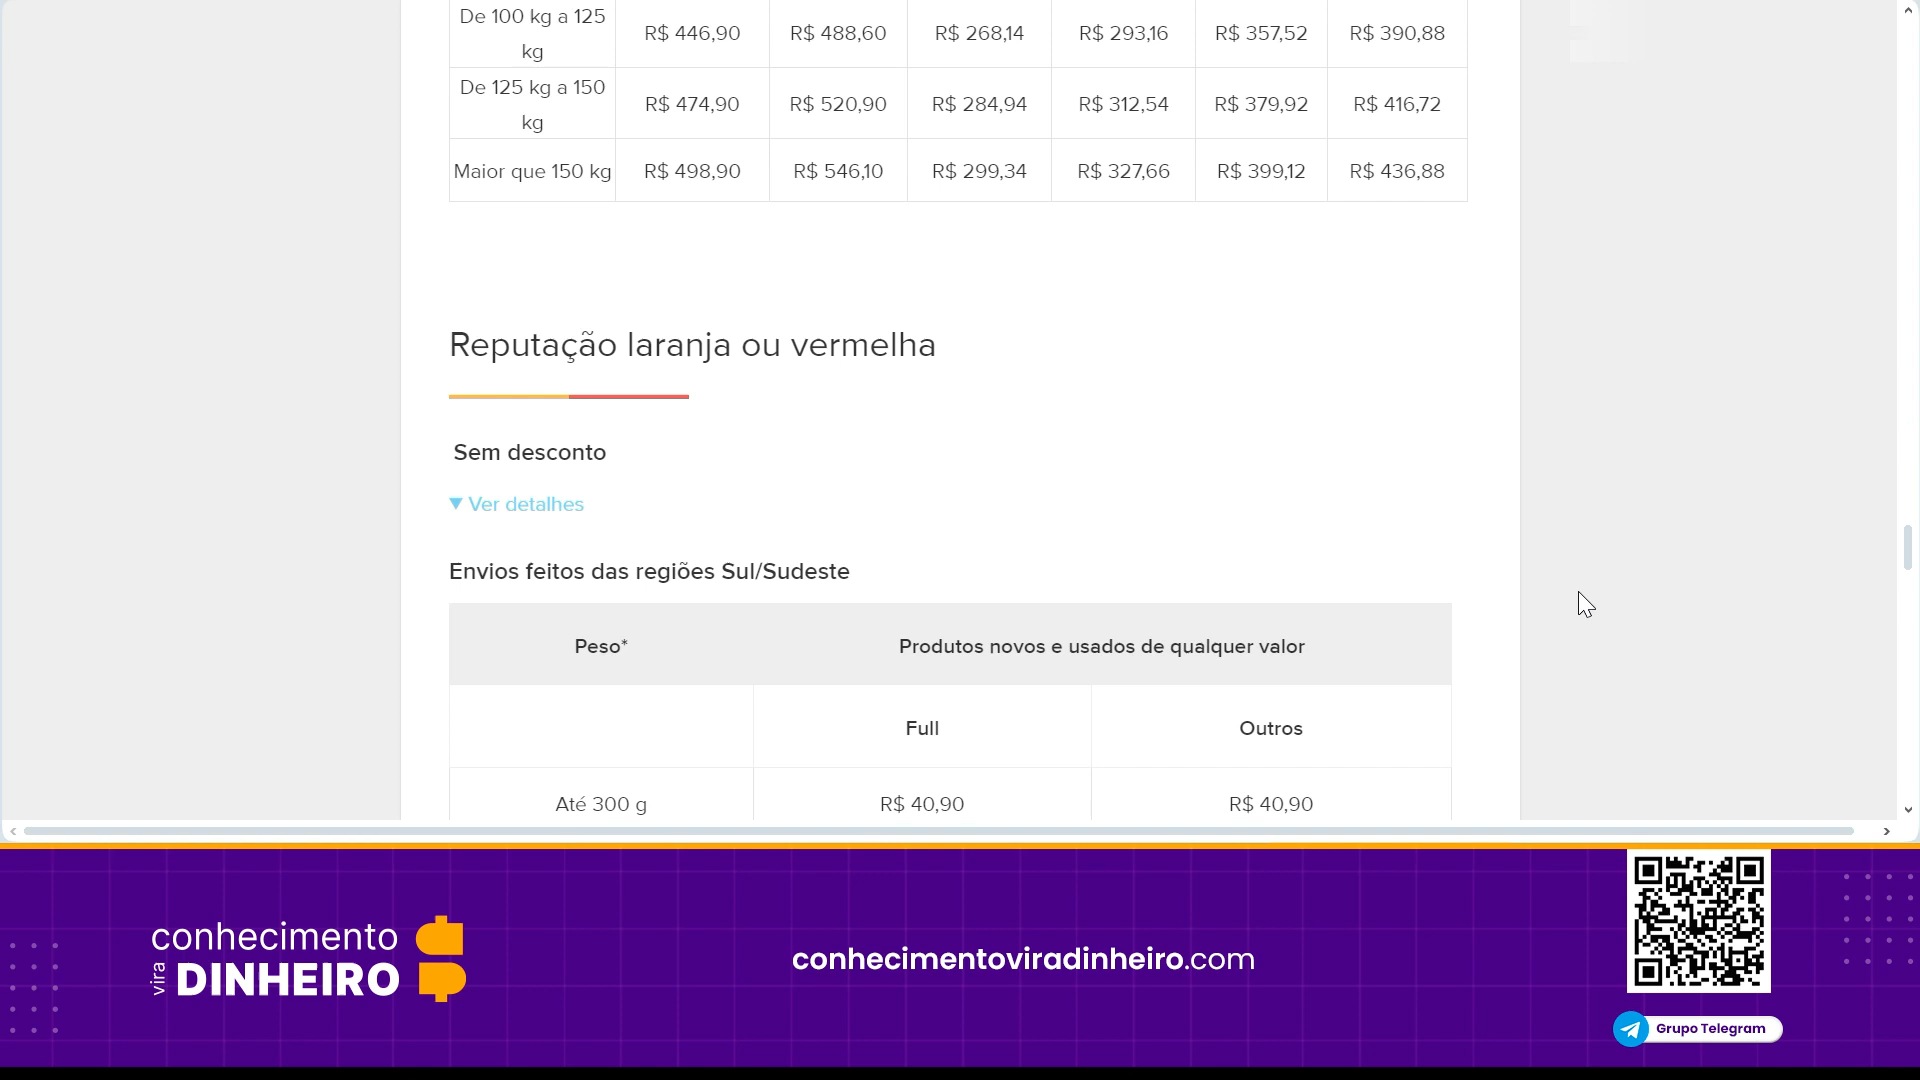 De 100 kg a 125 kg R$ 446,90 R$ 488,60 R$ 268,14 R$ 293,16 R$ 357,52 R$ 390,88
De 125 kg a 150 kg R$ 474,90 R$ 520,90 R$ 284,94 R$ 312,54 R$ 379,92 R$ 416,72
Maior que 150 kg R$ 498,90 R$ 546,10 R$ 299,34 R$ 327,66 R$ 399,12 R$ 436,88
Reputação laranja ou vermelha
Sem desconto
▼ Ver detalhes
Envios feitos das regiões Sul/Sudeste
Peso* Produtos novos e usados de qualquer valor
Full Outros
Até 300 g R$ 40,90 R$ 40,90
conhecimento
vira DINHEIRO
conhecimentoviradinheiro.com
Grupo Telegram